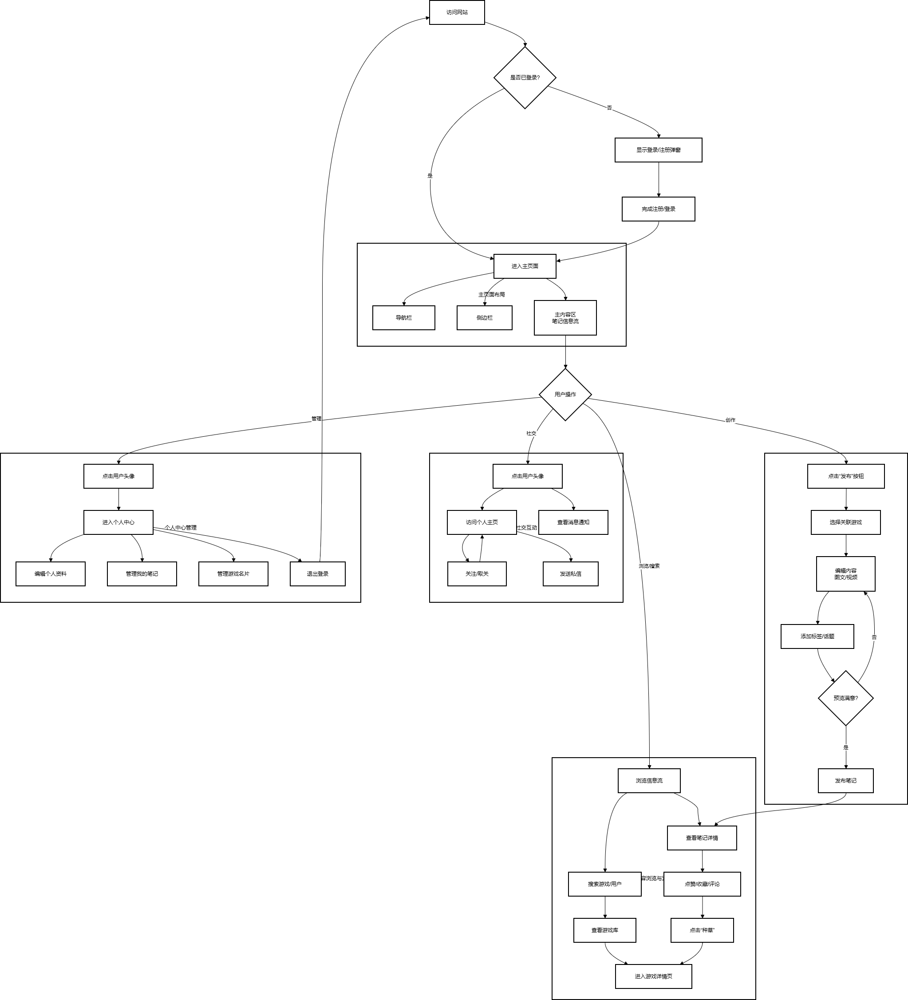 访问网站
是否已登录?
否
显示登录/注册弹窗
是
完成注册/登录
进入主页面
主页面布局
导航栏
侧边栏
主内容区
笔记信息流
用户操作
管理
社交
创作
浏览/搜索
点击用户头像
进入个人中心
个人中心管理
编辑个人资料
管理我的笔记
管理游戏名片
退出登录
点击用户头像
访问个人主页
查看消息通知
社交互动
关注/取关
发送私信
点击“发布”按钮
选择关联游戏
编辑内容
图文/视频
添加标签/话题
否
预览满意?
是
发布笔记
浏览信息流
查看笔记详情
搜索游戏/用户
容浏览与
点赞/收藏/评论
查看游戏库
点击“种草”
进入游戏详情页